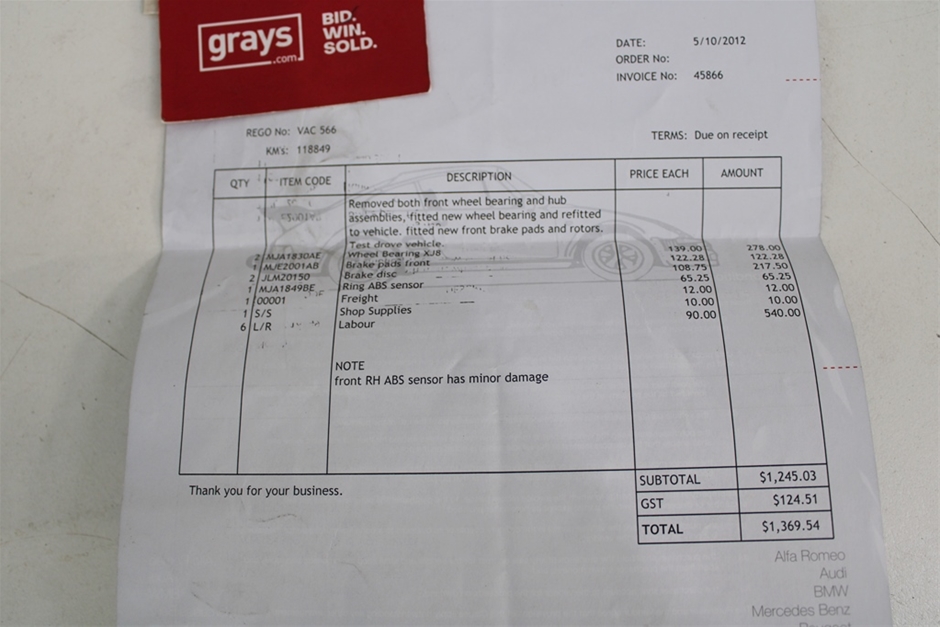 grays
.com
BID.
WIN.
SOLD.
DATE: 5/10/2012
ORDER No:
INVOICE No: 45866
REGO No: VAC 566
KMs: 118849
TERMS: Due on receipt
QTY ITEM CODE DESCRIPTION PRICE EACH AMOUNT
Removed both front wheel bearing and hub
assemblies, fitted new wheel bearing and refitted
to vehicle. fitted new front brake pads and rotors.
Test drove vehicle.
2 MJA1830AE Wheel Bearing XJ8 139.00 278.00
1 MJE2001AB Brake pads front 122.28 122.28
2 JLM20150 Brake disc 108.75 217.50
1 MJA1849BE Ring ABS sensor 65.25 65.25
1 00001 Freight 12.00 12.00
1 S/S Shop Supplies 10.00 10.00
6 L/R Labour 90.00 540.00
NOTE
front RH ABS sensor has minor damage
Thank you for your business.
SUBTOTAL $1,245.03
GST $124.51
TOTAL $1,369.54
Alfa Romeo
Audi
BMW
Mercedes Benz